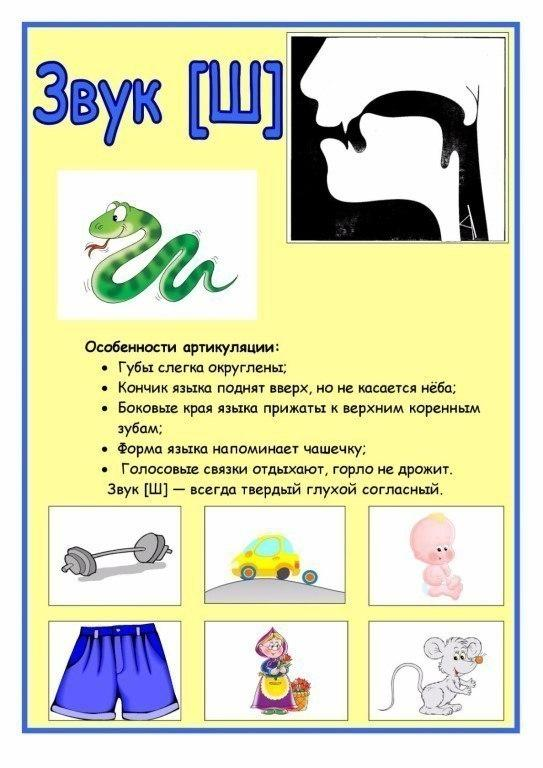 Звук [Ш]
Особенности артикуляции:
• Губы слегка округлены;
• Кончик языка поднят вверх, но не касается нёба;
• Боковые края языка прижаты к верхним коренным
зубам;
• Форма языка напоминает чашечку;
• Голосовые связки отдыхают, горло не дрожит.
Звук [Ш] — всегда твердый глухой согласный.